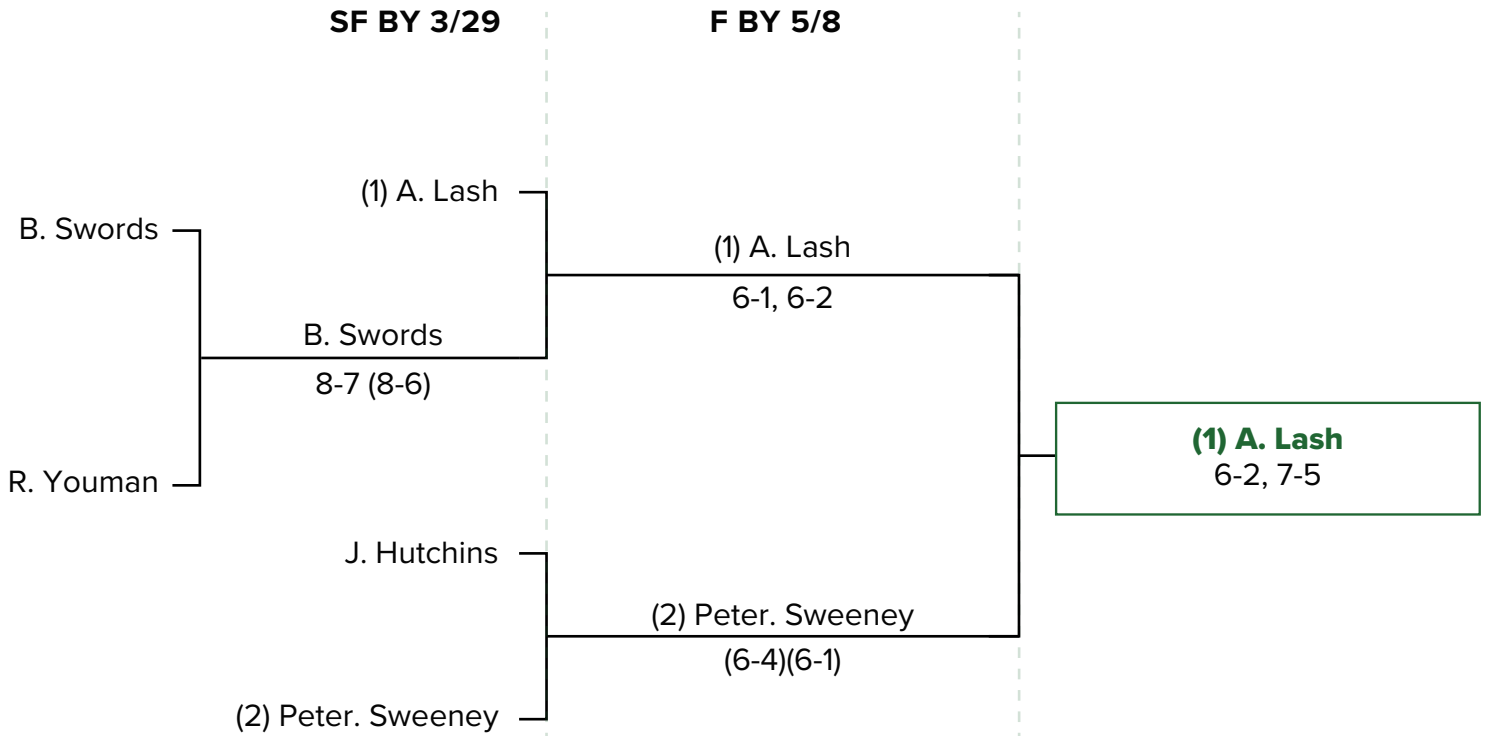 SF BY 3/29
F BY 5/8
(1) A. Lash
B. Swords
(1) A. Lash
6-1, 6-2
B. Swords
8-7 (8-6)
(1) A. Lash
6-2, 7-5
R. Youman
J. Hutchins
(2) Peter. Sweeney
(6-4)(6-1)
(2) Peter. Sweeney